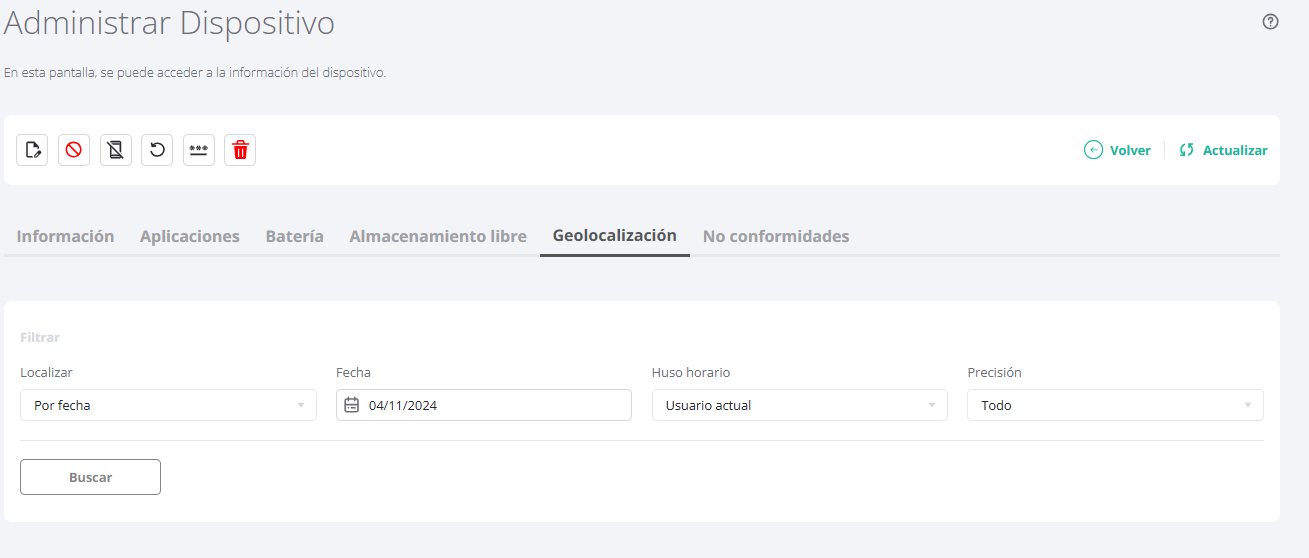 Administrar Dispositivo
En esta pantalla, se puede acceder a la información del dispositivo.
Volver Actualizar
Información Aplicaciones Batería Almacenamiento libre Geolocalización No conformidades
Filtrar
Localizar Fecha Huso horario Precisión
Por fecha 04/11/2024 Usuario actual Todo
Buscar